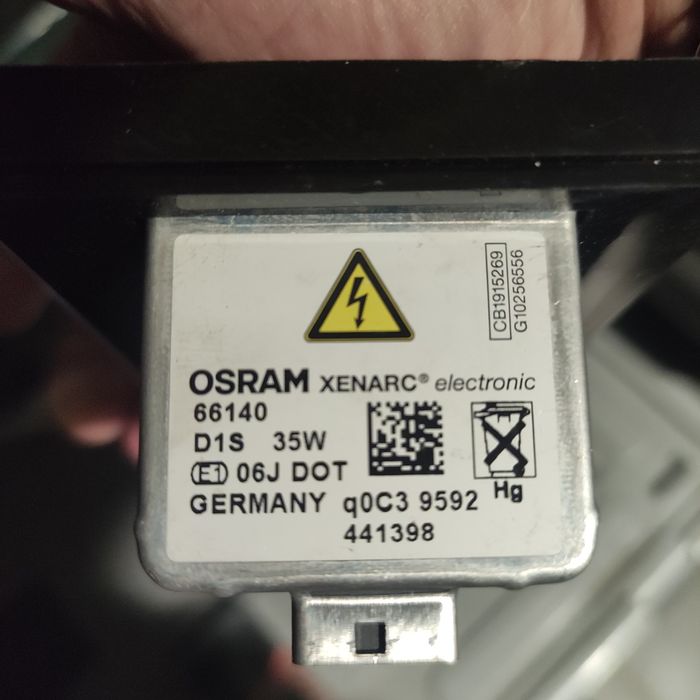 CB1915269
G10256556
OSRAM XENARC® electronic
66140
D1S 35W
E1 06J DOT
GERMANY q0C3 9592
441398
Hg